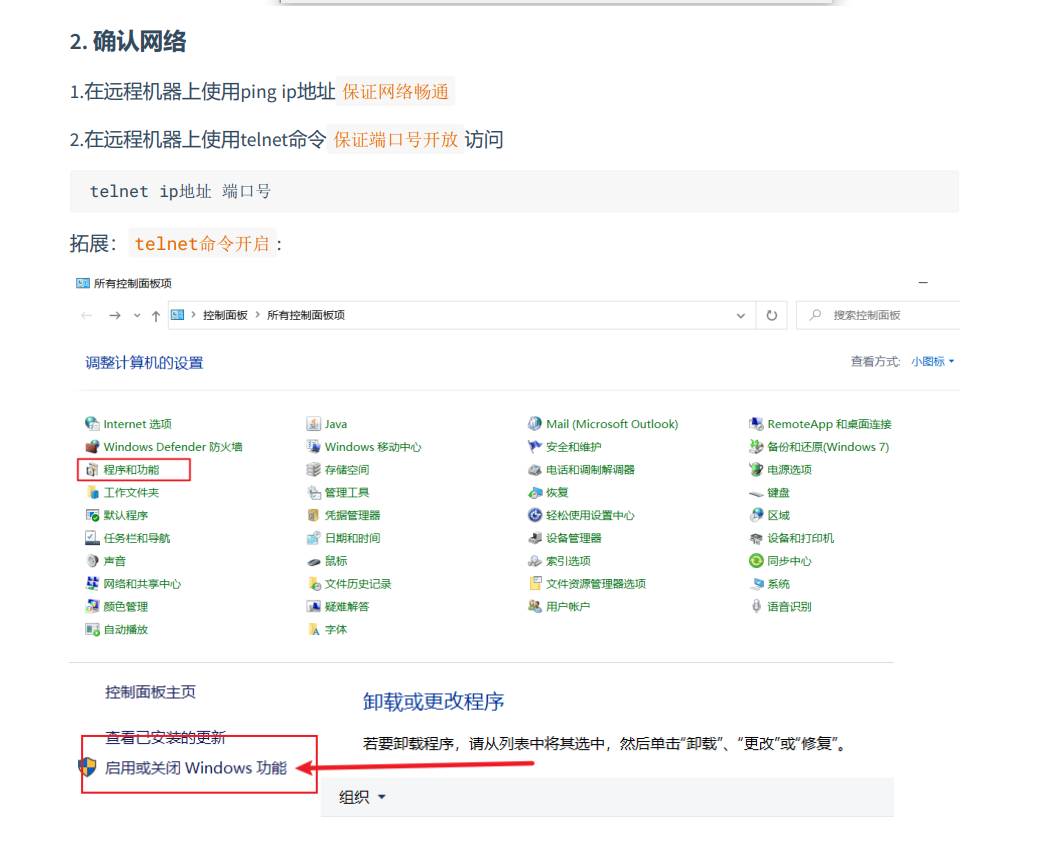 2. 确认网络
1.在远程机器上使用ping ip地址 保证网络畅通
2.在远程机器上使用telnet命令 保证端口号开放 访问
telnet ip地址 端口号
拓展： telnet命令开启 :
所有控制面板项
控制面板 > 所有控制面板项
搜索控制面板
调整计算机的设置
查看方式: 小图标
Internet 选项 Java Mail (Microsoft Outlook) RemoteApp 和桌面连接
Windows Defender 防火墙 Windows 移动中心 安全和维护 备份和还原(Windows 7)
程序和功能 存储空间 电话和调制解调器 电源选项
工作文件夹 管理工具 恢复 键盘
默认程序 凭据管理器 轻松使用设置中心 区域
任务栏和导航 日期和时间 设备管理器 设备和打印机
声音 鼠标 索引选项 同步中心
网络和共享中心 文件历史记录 文件资源管理器选项 系统
颜色管理 疑难解答 用户帐户 语音识别
自动播放 字体
控制面板主页
查看已安装的更新
启用或关闭 Windows 功能
卸载或更改程序
若要卸载程序，请从列表中将其选中，然后单击“卸载”、“更改”或“修复”。
组织